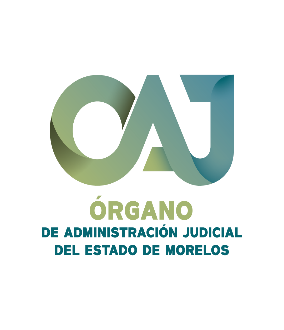 OAJ
ÓRGANO
DE ADMINISTRACIÓN JUDICIAL
DEL ESTADO DE MORELOS